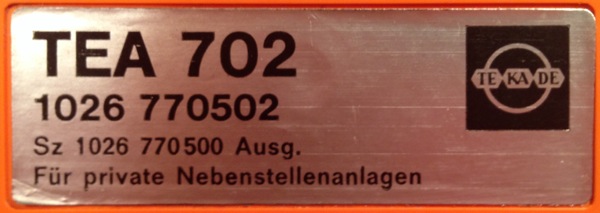 TEA 702
TE KA DE
1026 770502
Sz 1026 770500 Ausg.
Für private Nebenstellenanlagen